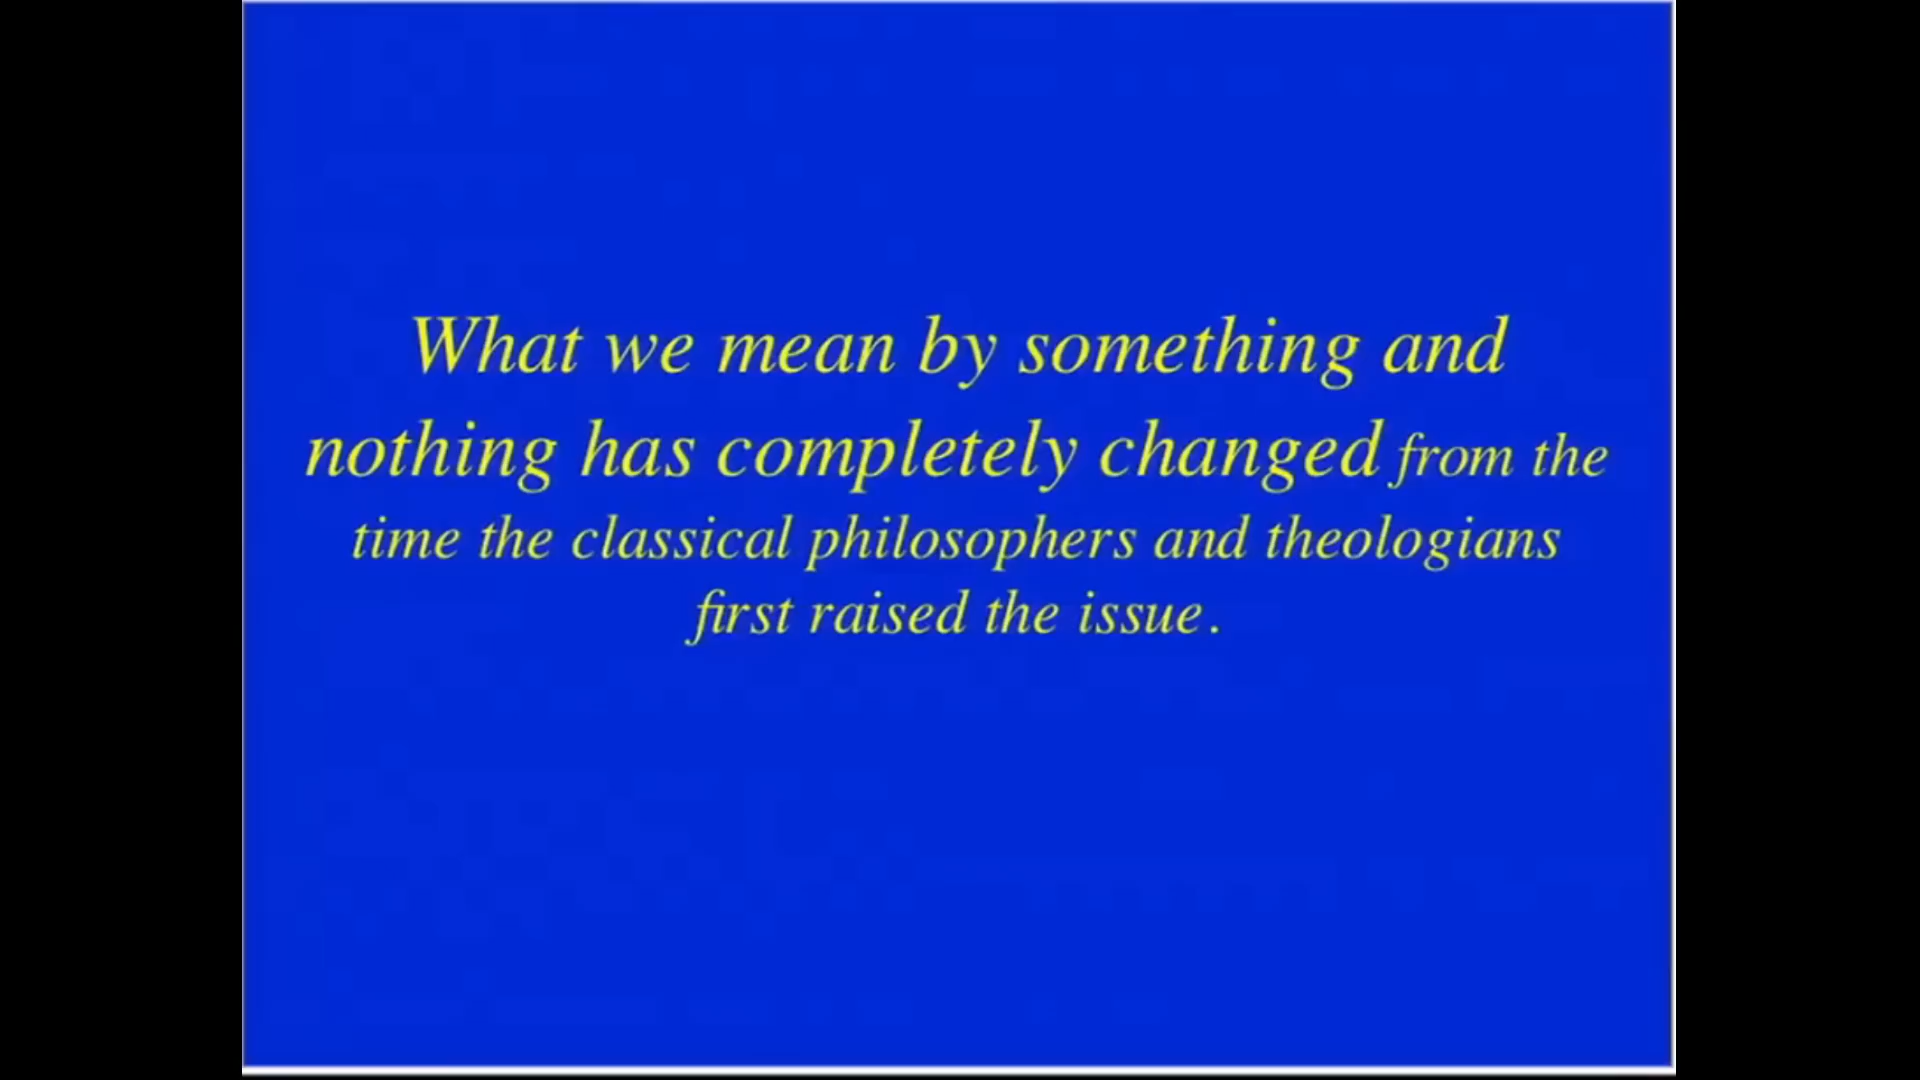 What we mean by something and
nothing has completely changed from the
time the classical philosophers and theologians
first raised the issue.